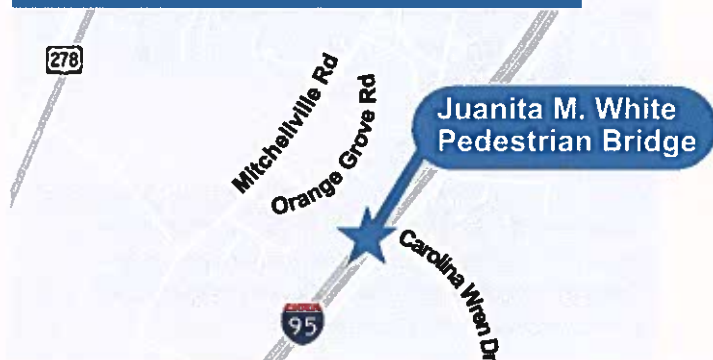 278
Mitchellville Rd
Orange Grove Rd
Juanita M. White
Pedestrian Bridge
Carolina Wren Dr
95